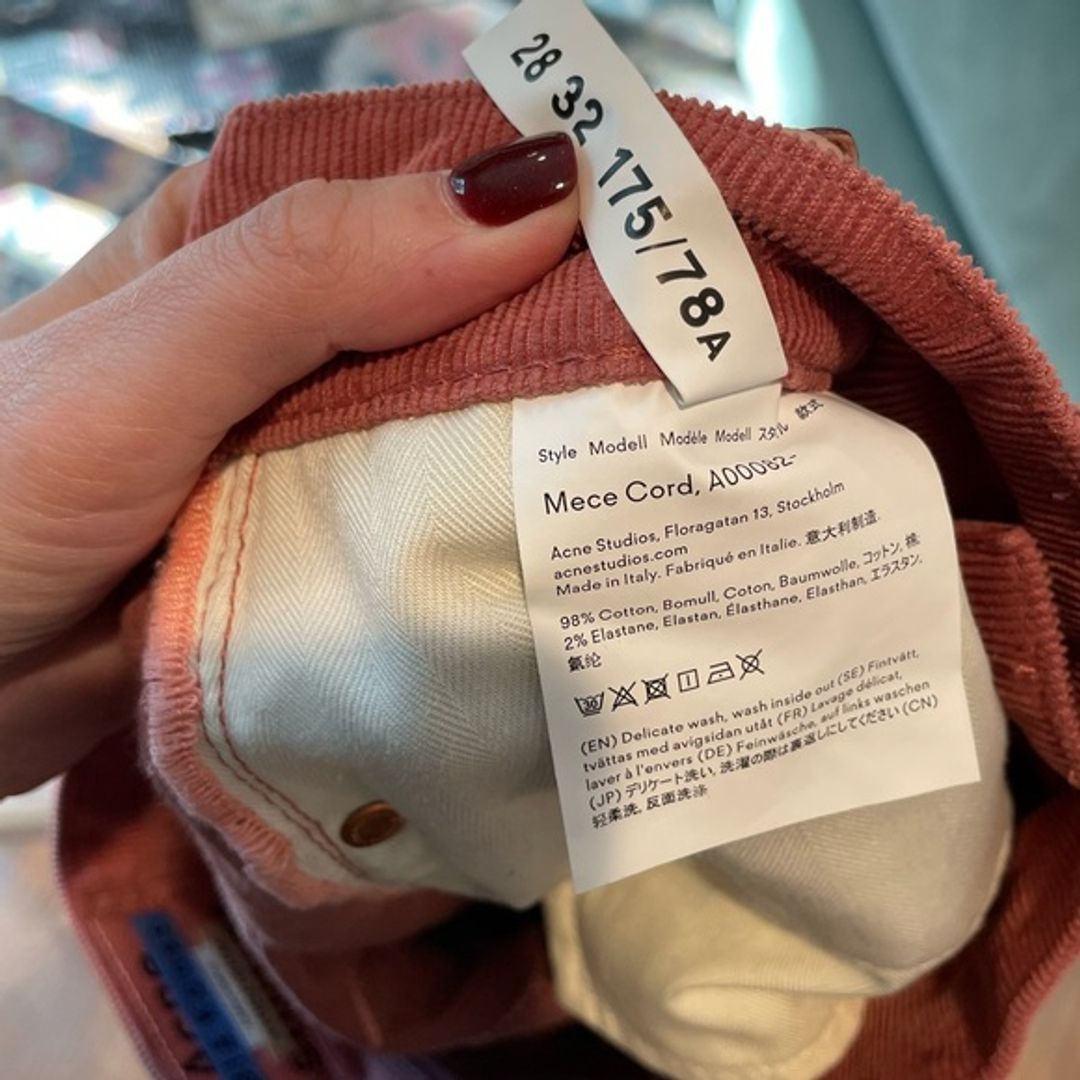 28 32 175/78A
Style Modell Modèle Modell スタイル 款式
Mece Cord, A00082-
Acne Studios, Floragatan 13, Stockholm
acnestudios.com
Made in Italy. Fabriqué en Italie. 意大利制造.
98% Cotton, Bomull, Coton, Baumwolle, コットン, 棉
2% Elastane, Elastan, Élasthane, Elasthan, エラスタン,
氨纶
30
(EN) Delicate wash, wash inside out (SE) Fintvätt,
tvättas med avigsidan utåt (FR) Lavage délicat,
laver à l'envers (DE) Feinwäsche, auf links waschen
(JP) デリケート洗い, 洗濯の際は裏返しにしてください (CN)
轻柔洗, 反面洗涤